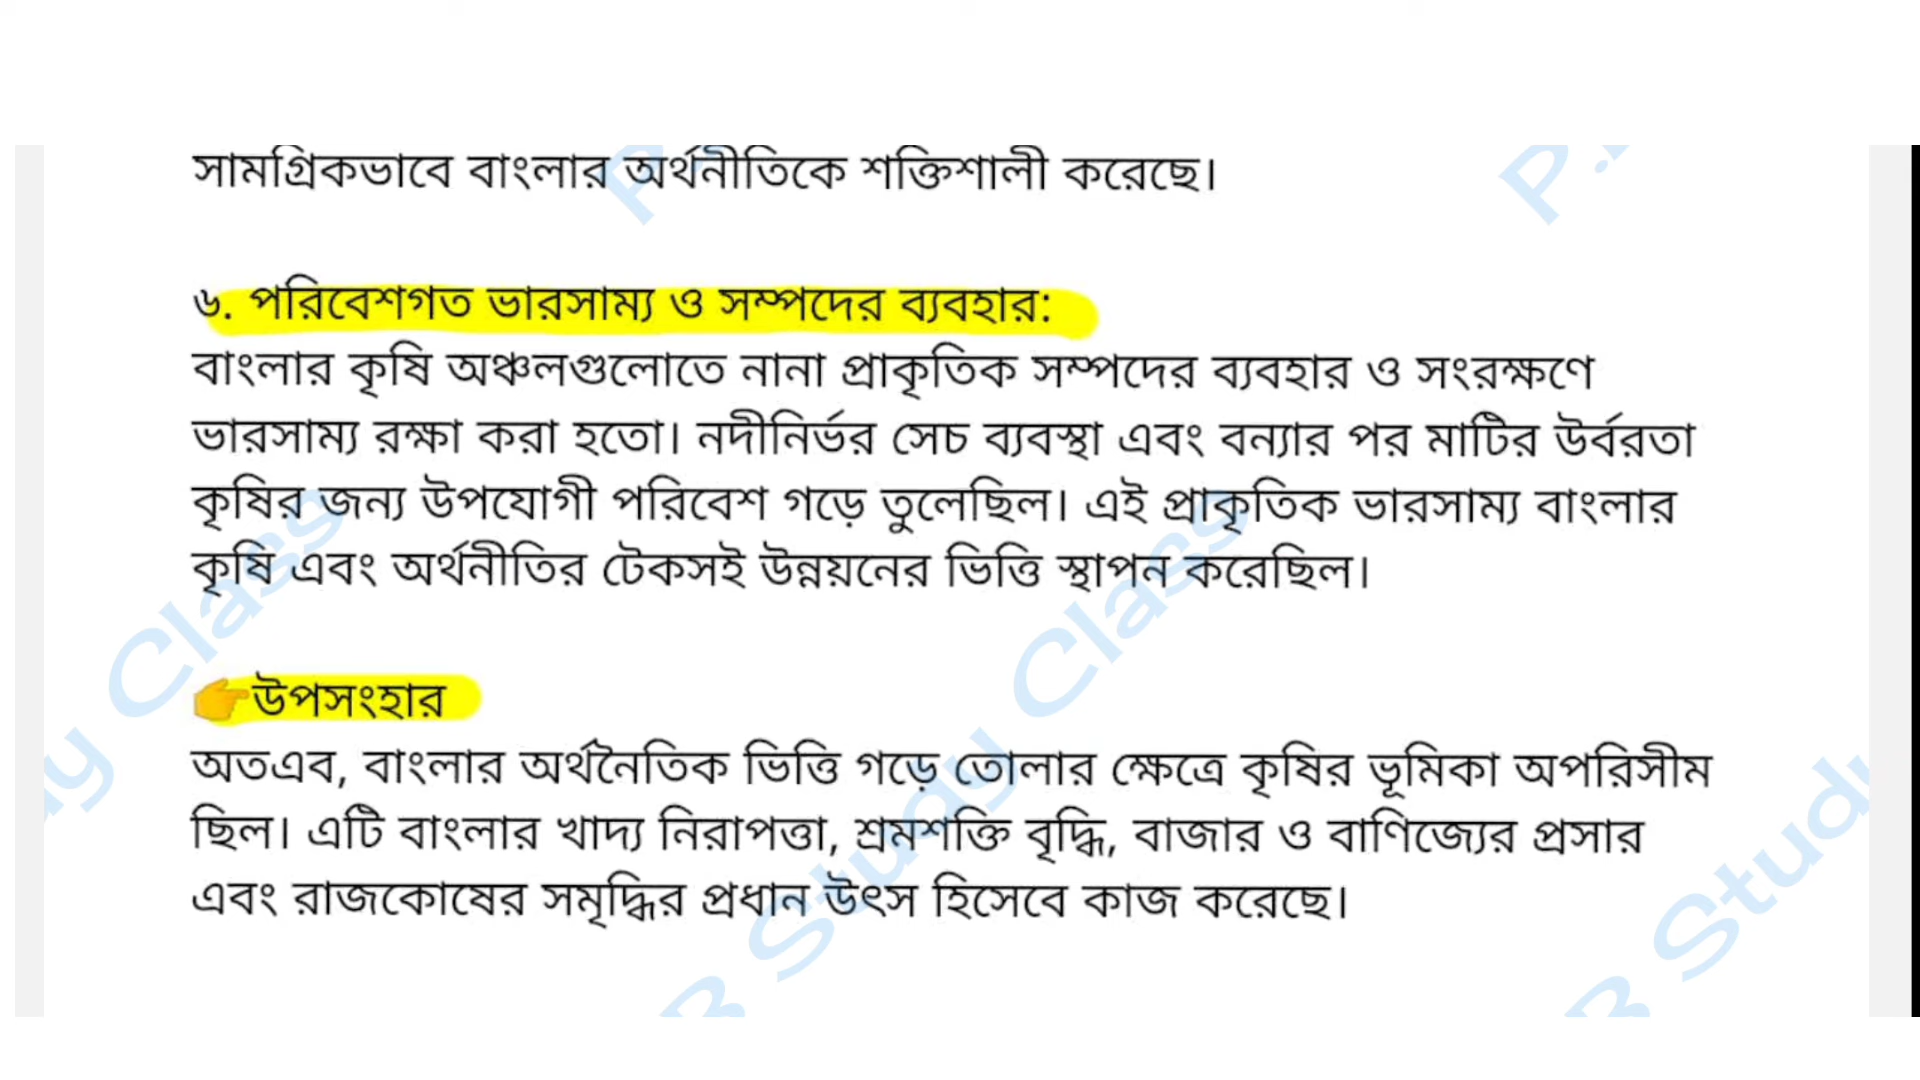 সামগ্রিকভাবে বাংলার অর্থনীতিকে শক্তিশালী করেছে।
৬. পরিবেশগত ভারসাম্য ও সম্পদের ব্যবহার:
বাংলার কৃষি অঞ্চলগুলোতে নানা প্রাকৃতিক সম্পদের ব্যবহার ও সংরক্ষণে
ভারসাম্য রক্ষা করা হতো। নদীনির্ভর সেচ ব্যবস্থা এবং বন্যার পর মাটির উর্বরতা
কৃষির জন্য উপযোগী পরিবেশ গড়ে তুলেছিল। এই প্রাকৃতিক ভারসাম্য বাংলার
কৃষি এবং অর্থনীতির টেকসই উন্নয়নের ভিত্তি স্থাপন করেছিল।
👉উপসংহার
অতএব, বাংলার অর্থনৈতিক ভিত্তি গড়ে তোলার ক্ষেত্রে কৃষির ভূমিকা অপরিসীম
ছিল। এটি বাংলার খাদ্য নিরাপত্তা, শ্রমশক্তি বৃদ্ধি, বাজার ও বাণিজ্যের প্রসার
এবং রাজকোষের সমৃদ্ধির প্রধান উৎস হিসেবে কাজ করেছে।
Study Class
B Study